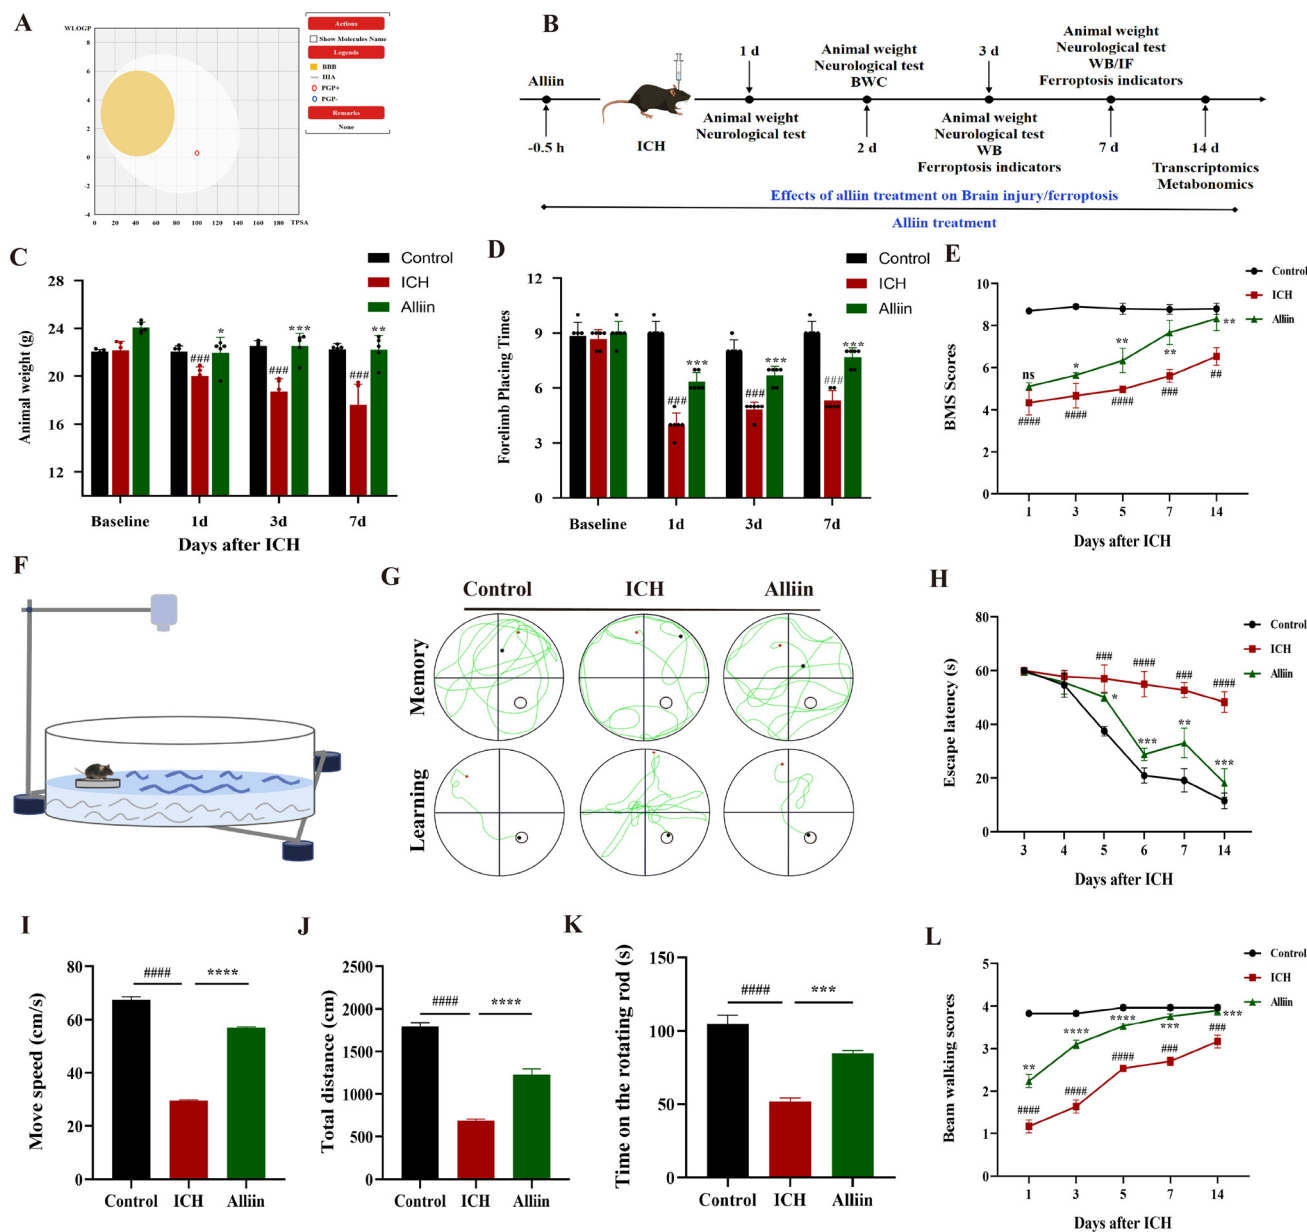 A
WLOGP
8
6
4
2
0
-2
-4
0 20 40 60 80 100 120 140 160 180 TPSA
Actions
Show Molecules Name
Legends
BBB
HIA
PGP+
PGP-
Remarks
None
B
Alliin
-0.5 h
ICH
1 d
Animal weight
Neurological test
Animal weight
Neurological test
BWC
2 d
3 d
Animal weight
Neurological test
WB
Ferroptosis indicators
Animal weight
Neurological test
WB/IF
Ferroptosis indicators
7 d
14 d
Transcriptomics
Metabonomics
Effects of alliin treatment on Brain injury/ferroptosis
Alliin treatment
C
Control
ICH
Alliin
Animal weight (g)
28
24
22
20
18
16
14
12
10
### * ### *** ### **
Baseline 1d 3d 7d
Days after ICH
D
Control
ICH
Alliin
Forelimb Placing Times
12
9
6
3
0
### *** ### *** ### ***
Baseline 1d 3d 7d
E
Control
ICH
Alliin
BMS Scores
10
8
6
4
2
0
ns * ** ** **
#### #### #### ### ##
1 3 5 7 14
Days after ICH
F
G
Control ICH Alliin
Memory
Learning
H
Control
ICH
Alliin
Escape latency (s)
80
60
40
20
0
### #### ### ####
* *** ** ***
3 4 5 6 7 14
Days after ICH
I
Move speed (cm/s)
80
60
40
20
0
#### ****
Control ICH Alliin
J
Total distance (cm)
2500
2000
1500
1000
500
0
#### ****
Control ICH Alliin
K
Time on the rotating rod (s)
150
100
50
0
#### ***
Control ICH Alliin
L
Control
ICH
Alliin
Beam walking scores
5
4
3
2
1
0
** **** **** *** ***
#### #### #### ### ###
1 3 5 7 14
Days after ICH